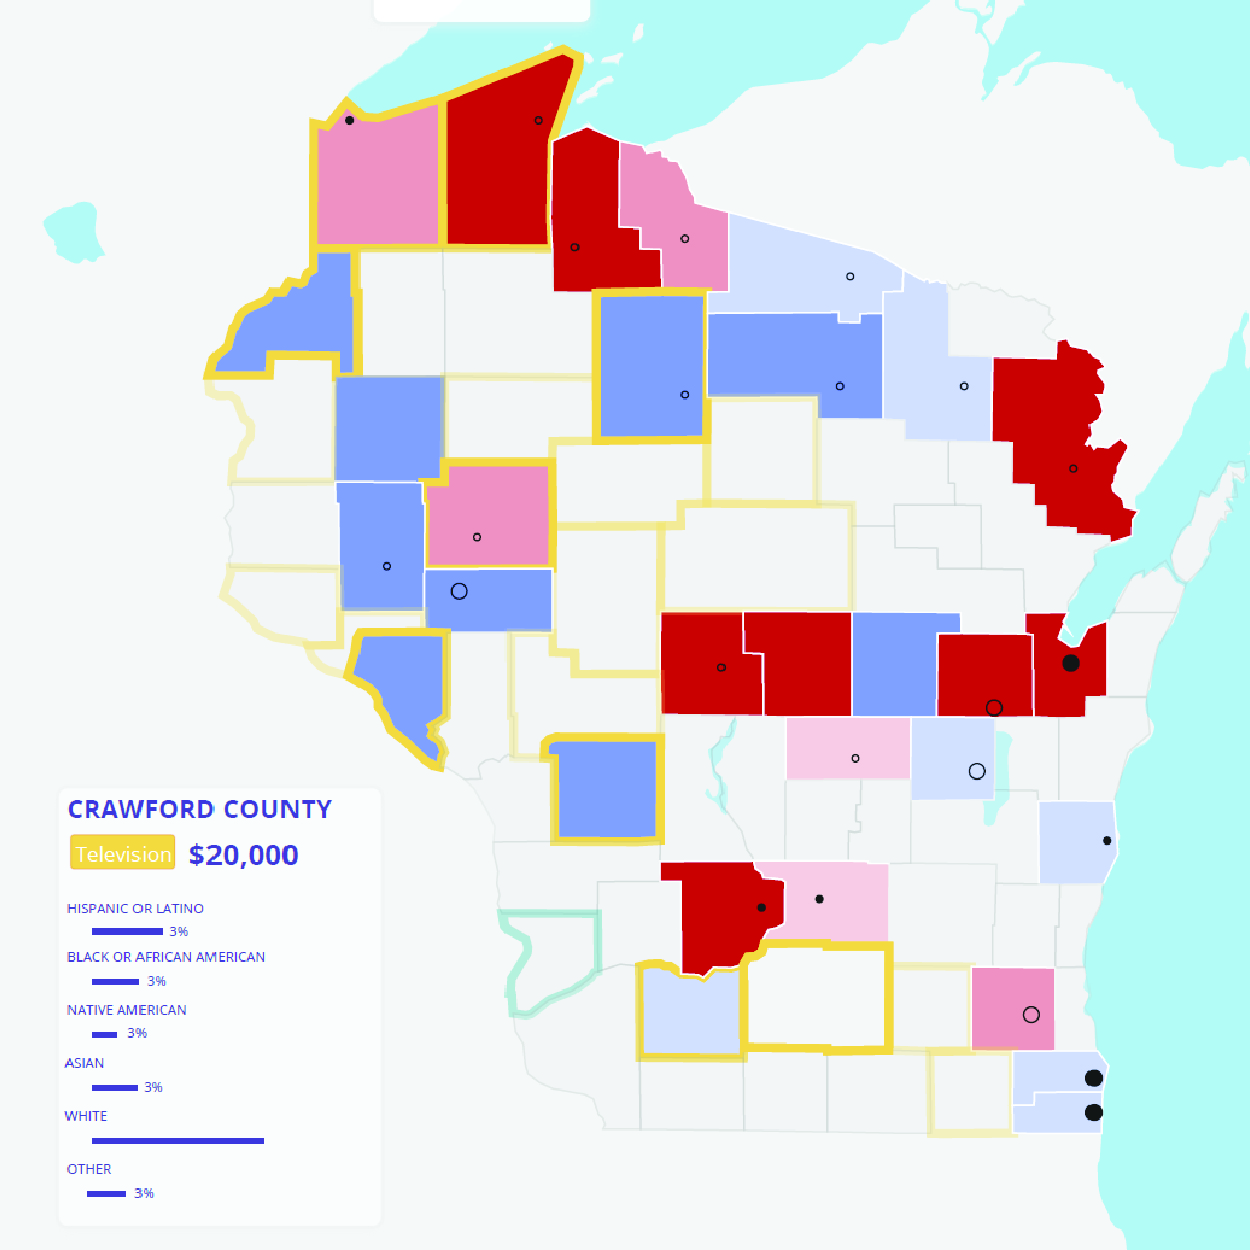 CRAWFORD COUNTY
Television $20,000
HISPANIC OR LATINO
3%
BLACK OR AFRICAN AMERICAN
3%
NATIVE AMERICAN
3%
ASIAN
3%
WHITE
OTHER
3%